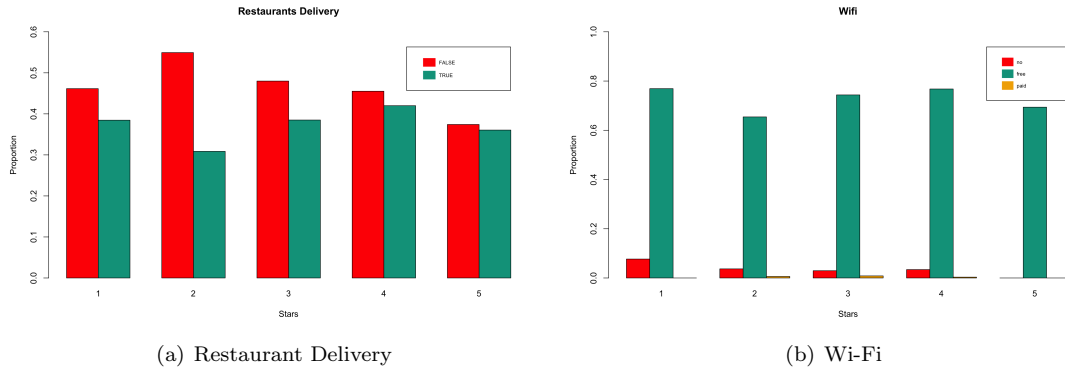 Restaurants Delivery
Proportion
0.6
0.5
0.4
0.3
0.2
0.1
0.0
FALSE
TRUE
1 2 3 4 5
Stars
(a) Restaurant Delivery
Wifi
Proportion
1.0
0.8
0.6
0.4
0.2
0.0
no
free
paid
1 2 3 4 5
Stars
(b) Wi-Fi